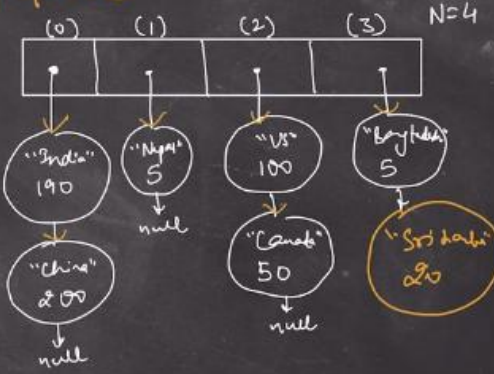 N=4
(0) (1) (2) (3)
"India" "Nepal" "US" "Bangladesh"
190 5 100 5
null
"China" "Canada" "Sri Lanka"
200 50 20
null null